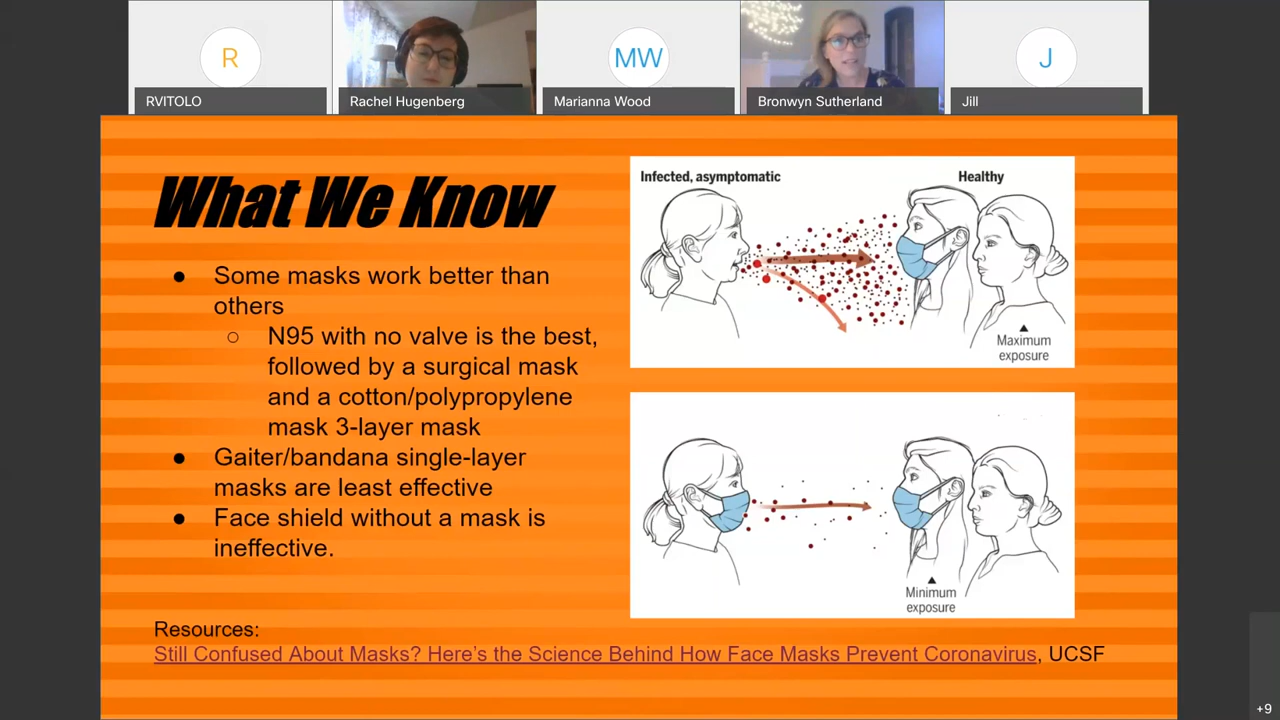 R
RVITOLO
Rachel Hugenberg
MW
Marianna Wood
Bronwyn Sutherland
J
Jill
What We Know
● Some masks work better than
others
○ N95 with no valve is the best,
followed by a surgical mask
and a cotton/polypropylene
mask 3-layer mask
● Gaiter/bandana single-layer
masks are least effective
● Face shield without a mask is
ineffective.
Infected, asymptomatic
Healthy
Maximum
exposure
Minimum
exposure
Resources:
Still Confused About Masks? Here’s the Science Behind How Face Masks Prevent Coronavirus, UCSF
+9